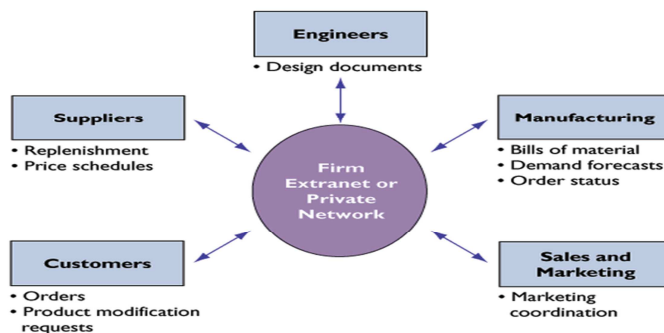 Engineers
• Design documents
Suppliers
• Replenishment
• Price schedules
Manufacturing
• Bills of material
• Demand forecasts
• Order status
Firm
Extranet or
Private
Network
Customers
• Orders
• Product modification
requests
Sales and
Marketing
• Marketing
coordination